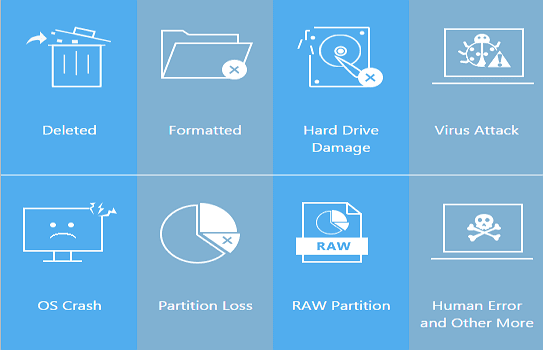 Deleted
Formatted
Hard Drive
Damage
Virus Attack
OS Crash
Partition Loss
RAW
RAW Partition
Human Error
and Other More